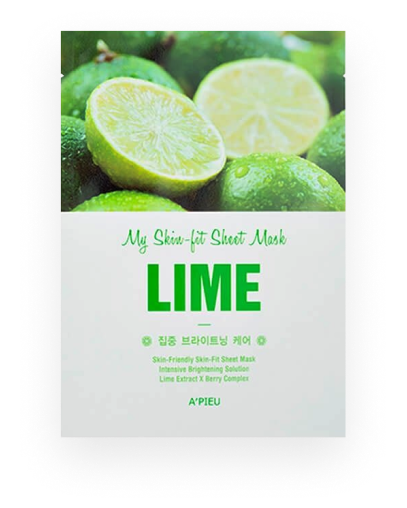 My Skin-fit Sheet Mask
LIME
집중 브라이트닝 케어
Skin-Friendly Skin-Fit Sheet Mask
Intensive Brightening Solution
Lime Extract X Berry Complex
A'PIEU